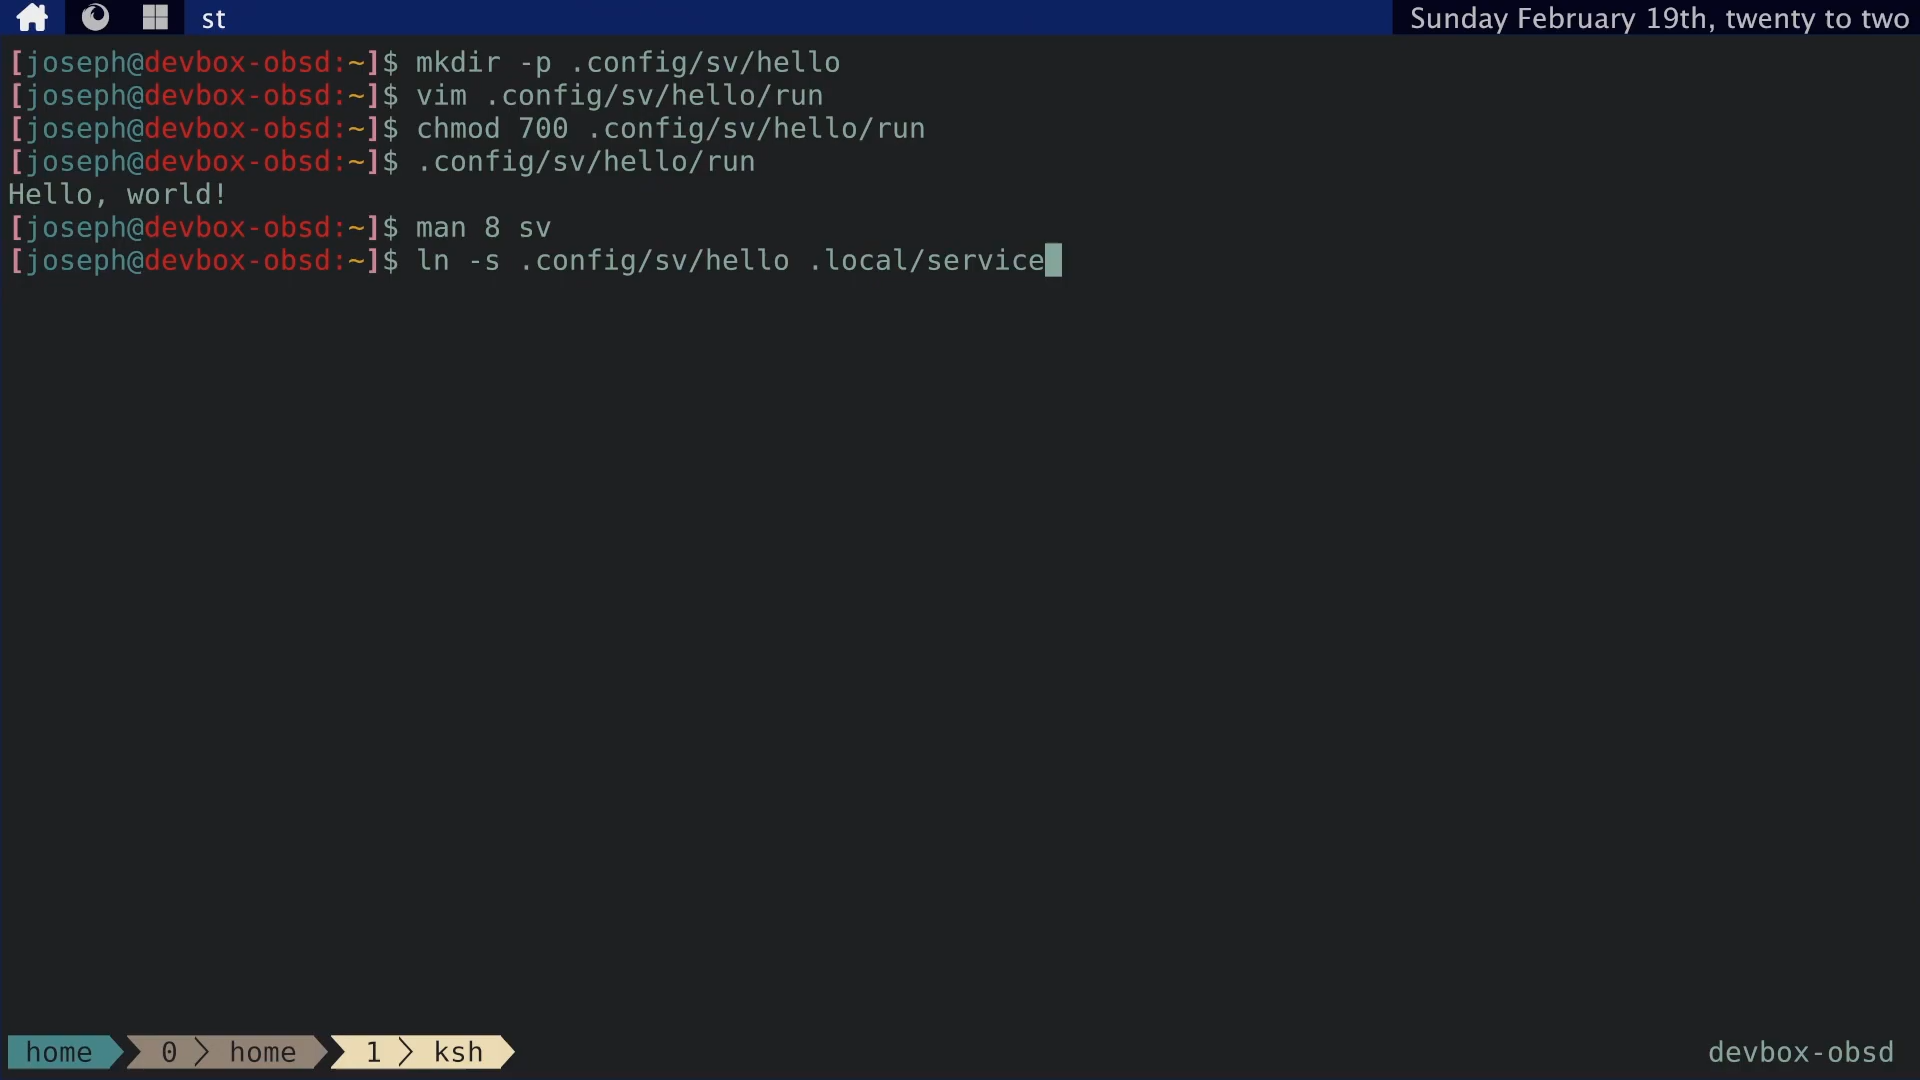 st
Sunday February 19th, twenty to two
[joseph@devbox-obsd:~]$ mkdir -p .config/sv/hello
[joseph@devbox-obsd:~]$ vim .config/sv/hello/run
[joseph@devbox-obsd:~]$ chmod 700 .config/sv/hello/run
[joseph@devbox-obsd:~]$ .config/sv/hello/run
Hello, world!
[joseph@devbox-obsd:~]$ man 8 sv
[joseph@devbox-obsd:~]$ ln -s .config/sv/hello .local/service
home 0 home 1 ksh
devbox-obsd